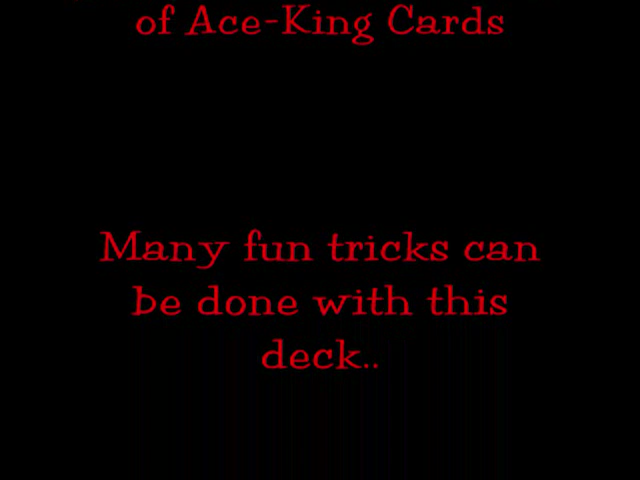 of Ace-King Cards
Many fun tricks can
be done with this
deck..